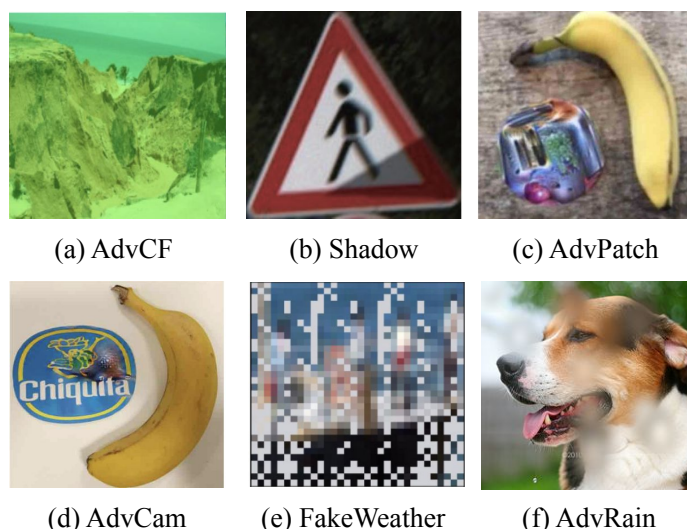 (a) AdvCF
(b) Shadow
(c) AdvPatch
Chiquita
(d) AdvCam
(e) FakeWeather
(f) AdvRain